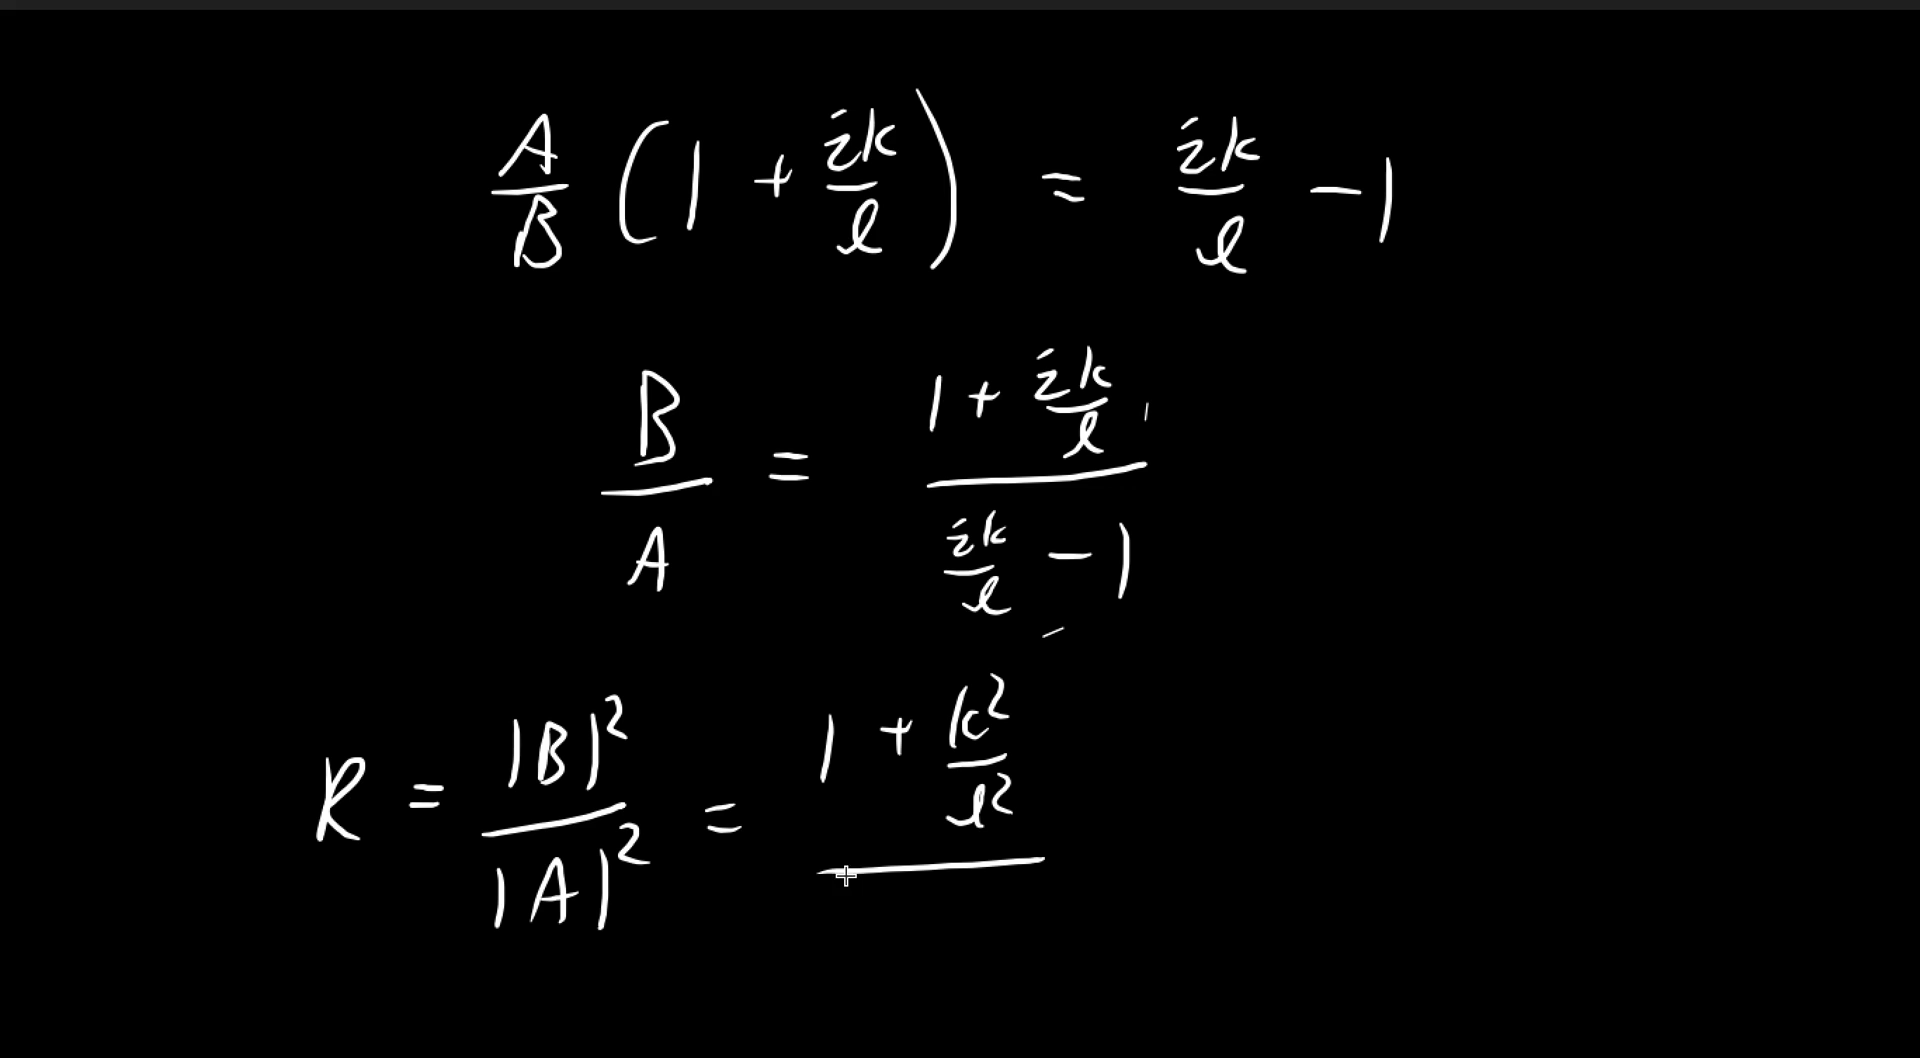 A/B (1 + ik/l) = ik/l - 1
B/A = (1 + ik/l) / (ik/l - 1)
R = |B|²/|A|² = (1 + k²/l²) /